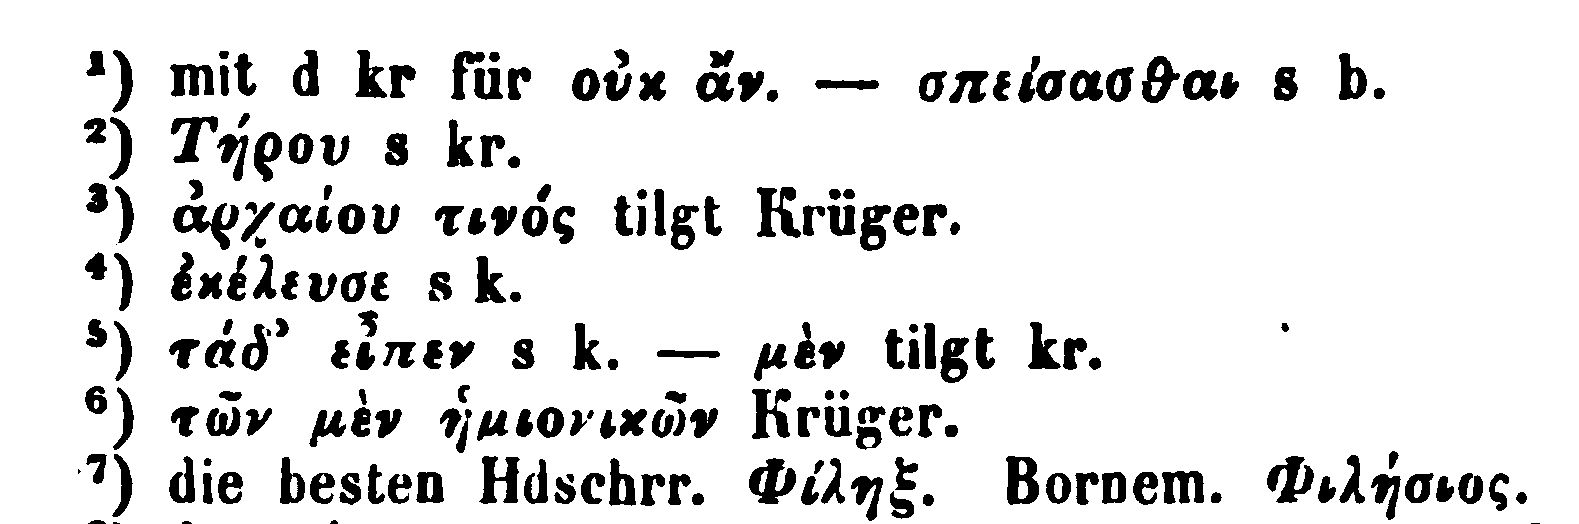 ¹) mit d kr für οὐκ ἄν. — σπείσασθαι s b.
²) Τήρου s kr.
³) ἀρχαίου τινός tilgt Krüger.
⁴) ἐκέλευσε s k.
⁵) τάδ’ εἶπεν s k. — μὲν tilgt kr.
⁶) τῶν μὲν ἡμιονικῶν Krüger.
⁷) die besten Hdschrr. Φίληξ. Bornem. Φιλήσιος.